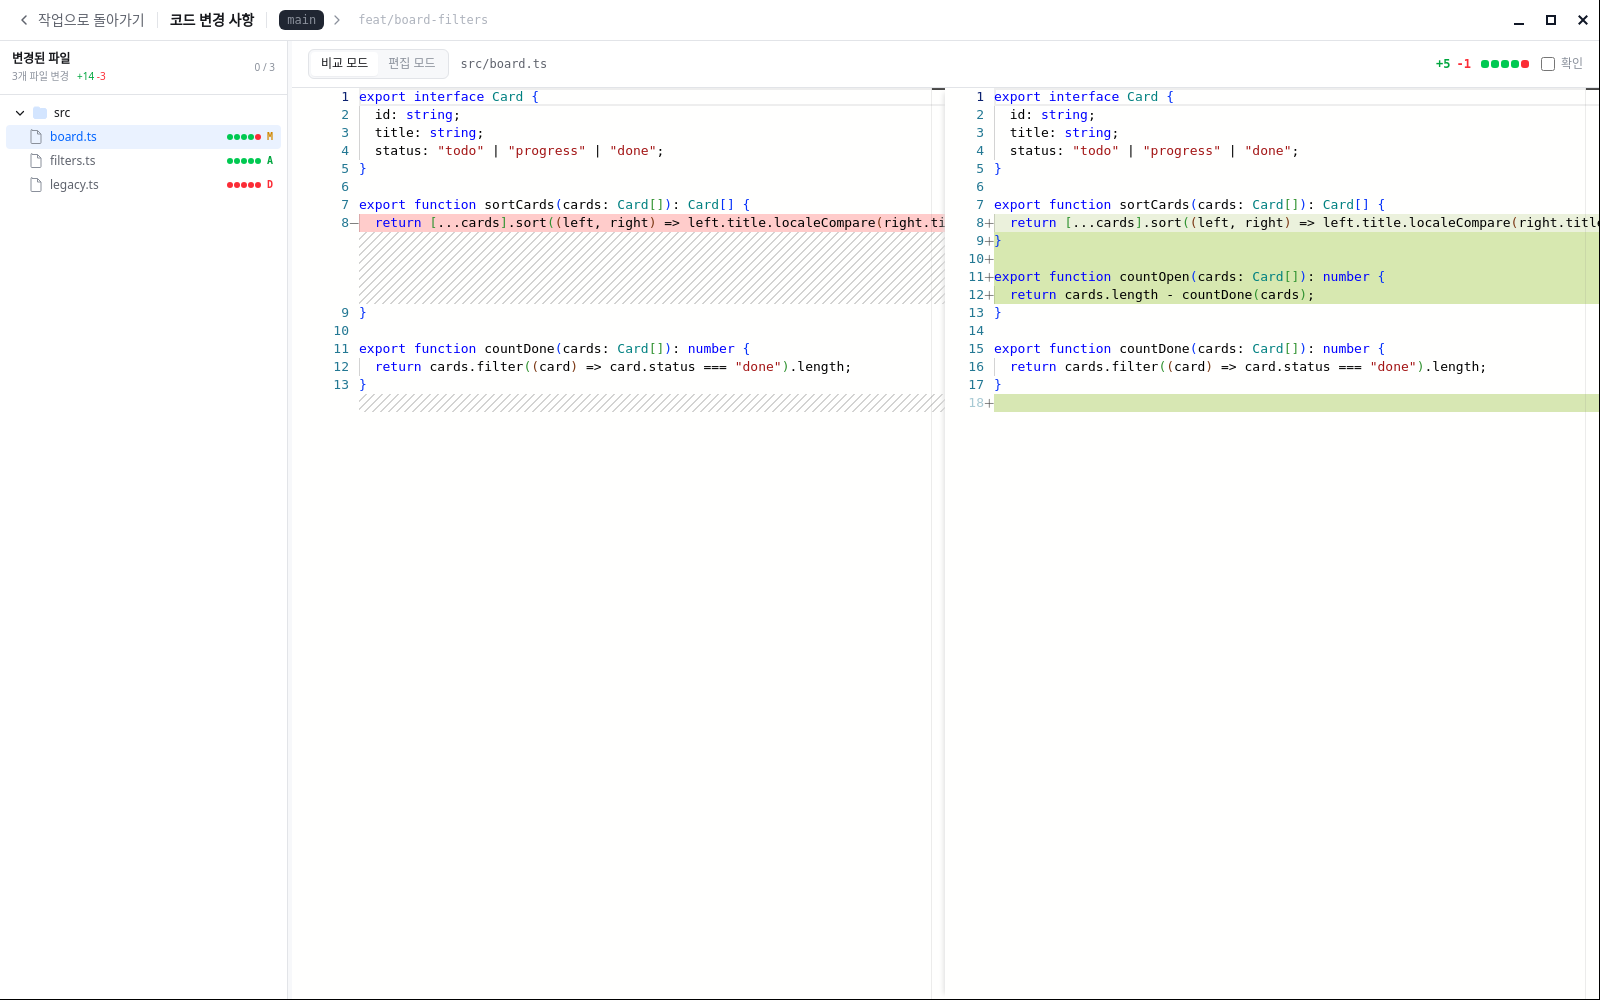 작업으로 돌아가기 코드 변경 사항 main feat/board-filters
변경된 파일
3개 파일 변경 +14 -3
0 / 3
src
board.ts M
filters.ts A
legacy.ts D
비교 모드 편집 모드 src/board.ts +5 -1 확인
1 export interface Card {
2   id: string;
3   title: string;
4   status: "todo" | "progress" | "done";
5 }
6
7 export function sortCards(cards: Card[]): Card[] {
8—   return [...cards].sort((left, right) => left.title.localeCompare(right.ti
9 }
10
11 export function countDone(cards: Card[]): number {
12   return cards.filter((card) => card.status === "done").length;
13 }
1 export interface Card {
2   id: string;
3   title: string;
4   status: "todo" | "progress" | "done";
5 }
6
7 export function sortCards(cards: Card[]): Card[] {
8+   return [...cards].sort((left, right) => left.title.localeCompare(right.title
9+ }
10+
11+ export function countOpen(cards: Card[]): number {
12+   return cards.length - countDone(cards);
13 }
14
15 export function countDone(cards: Card[]): number {
16   return cards.filter((card) => card.status === "done").length;
17 }
18+